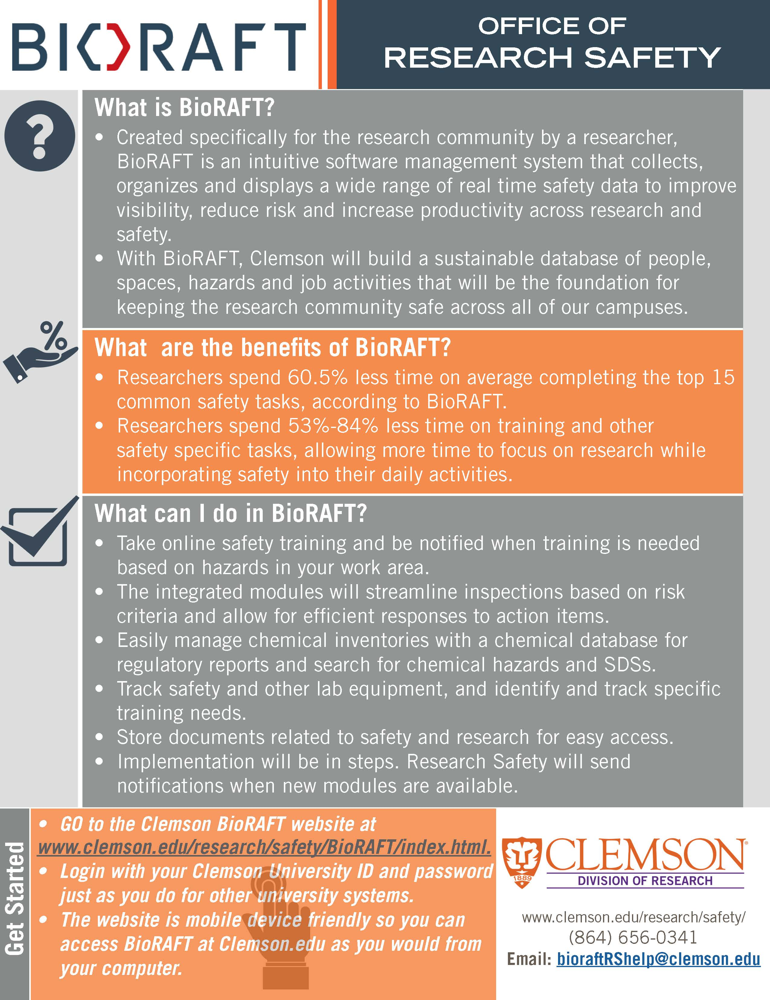 BIORAFT
OFFICE OF
RESEARCH SAFETY
What is BioRAFT?
• Created specifically for the research community by a researcher,
BioRAFT is an intuitive software management system that collects,
organizes and displays a wide range of real time safety data to improve
visibility, reduce risk and increase productivity across research and
safety.
• With BioRAFT, Clemson will build a sustainable database of people,
spaces, hazards and job activities that will be the foundation for
keeping the research community safe across all of our campuses.
%
What are the benefits of BioRAFT?
• Researchers spend 60.5% less time on average completing the top 15
common safety tasks, according to BioRAFT.
• Researchers spend 53%-84% less time on training and other
safety specific tasks, allowing more time to focus on research while
incorporating safety into their daily activities.
What can I do in BioRAFT?
• Take online safety training and be notified when training is needed
based on hazards in your work area.
• The integrated modules will streamline inspections based on risk
criteria and allow for efficient responses to action items.
• Easily manage chemical inventories with a chemical database for
regulatory reports and search for chemical hazards and SDSs.
• Track safety and other lab equipment, and identify and track specific
training needs.
• Store documents related to safety and research for easy access.
• Implementation will be in steps. Research Safety will send
notifications when new modules are available.
Get Started
• GO to the Clemson BioRAFT website at
www.clemson.edu/research/safety/BioRAFT/index.html.
• Login with your Clemson University ID and password
just as you do for other university systems.
• The website is mobile device friendly so you can
access BioRAFT at Clemson.edu as you would from
your computer.
1889
CLEMSON®
DIVISION OF RESEARCH
www.clemson.edu/research/safety/
(864) 656-0341
Email: bioraftRShelp@clemson.edu